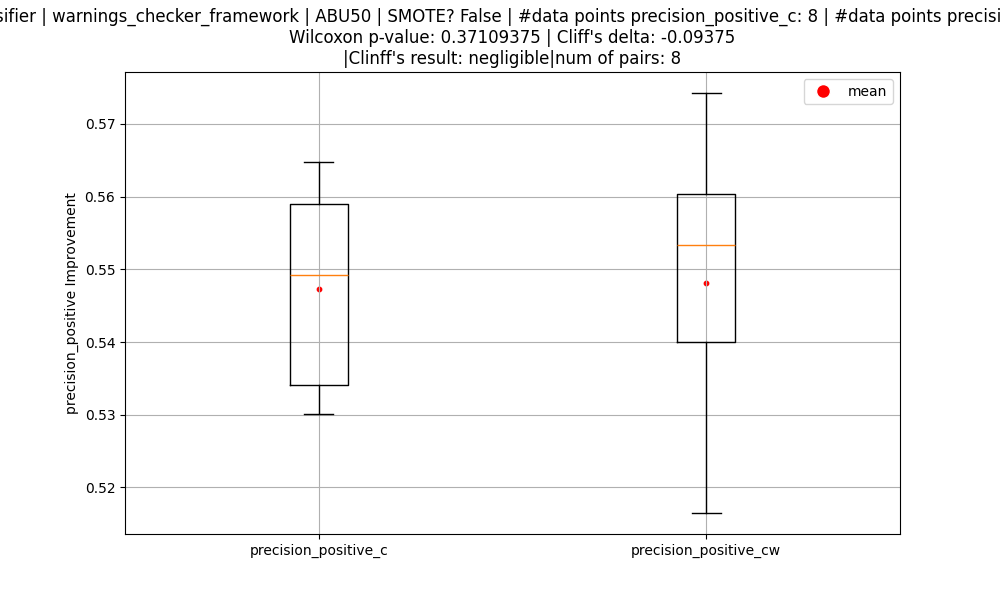 sifier | warnings_checker_framework | ABU50 | SMOTE? False | #data points precision_positive_c: 8 | #data points precisi
Wilcoxon p-value: 0.37109375 | Cliff's delta: -0.09375
|Clinff's result: negligible|num of pairs: 8
mean
0.57
0.56
0.55
0.54
0.53
0.52
precision_positive Improvement
precision_positive_c
precision_positive_cw